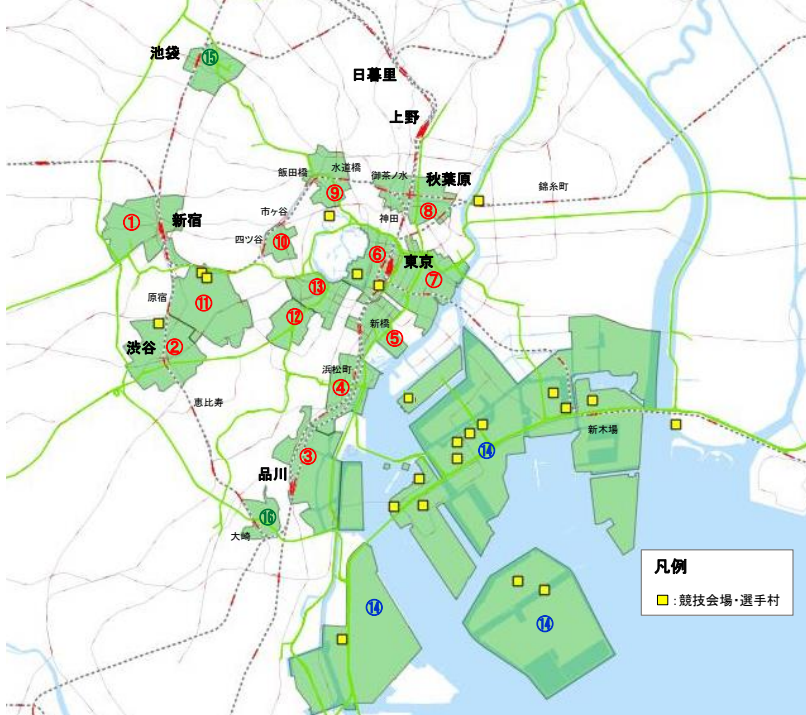 池袋
⑮
日暮里
上野
飯田橋
水道橋
御茶ノ水
秋葉原
錦糸町
⑨
⑧
①
新宿
市ヶ谷
神田
四ツ谷
⑩
⑥
東京
⑦
⑬
原宿
⑪
⑫
新橋
⑤
渋谷
②
浜松町
④
恵比寿
新木場
⑭
③
品川
⑯
大崎
凡例
:競技会場・選手村
⑭
⑭